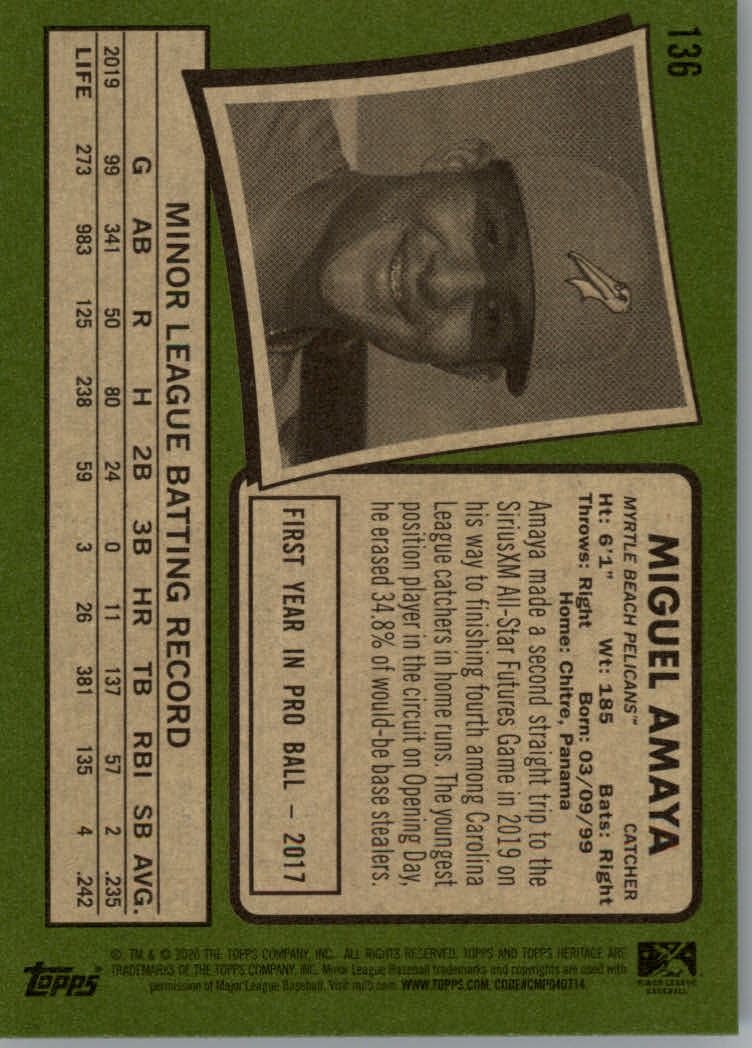 136
MIGUEL AMAYA
MYRTLE BEACH PELICANS™ CATCHER
Ht: 6'1" Wt: 185 Bats: Right
Throws: Right Born: 03/09/99
Home: Chitre, Panama
Amaya made a second straight trip to the
SiriusXM All-Star Futures Game in 2019 on
his way to finishing fourth among Carolina
League catchers in home runs. The youngest
position player in the circuit on Opening Day,
he erased 34.8% of would-be base stealers.
FIRST YEAR IN PRO BALL – 2017
MINOR LEAGUE BATTING RECORD
G AB R H 2B 3B HR TB RBI SB AVG.
2019 99 341 50 80 24 0 11 137 57 2 .235
LIFE 273 983 125 238 59 3 26 381 135 4 .242
Topps®
®, TM & © 2020 THE TOPPS COMPANY, INC. ALL RIGHTS RESERVED. TOPPS AND TOPPS HERITAGE ARE
TRADEMARKS OF THE TOPPS COMPANY, INC. Minor League Baseball trademarks and copyrights are used with
permission of Major League Baseball. Visit milb.com. WWW.TOPPS.COM. CODE#CMP040714
MINOR LEAGUE
BASEBALL